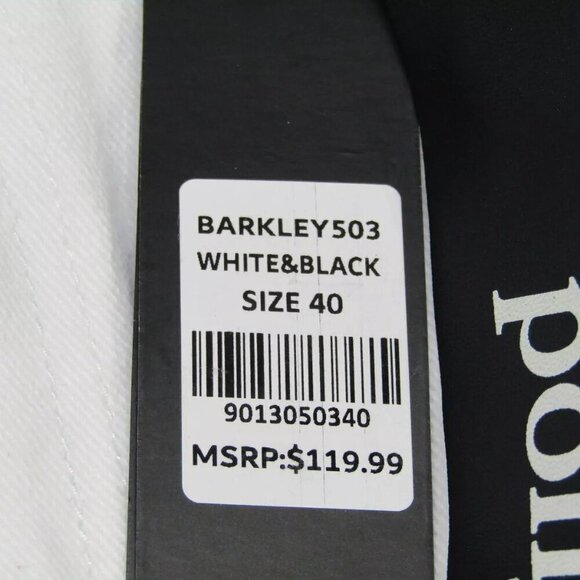 BARKLEY503
WHITE&BLACK
SIZE 40
9013050340
MSRP:$119.99